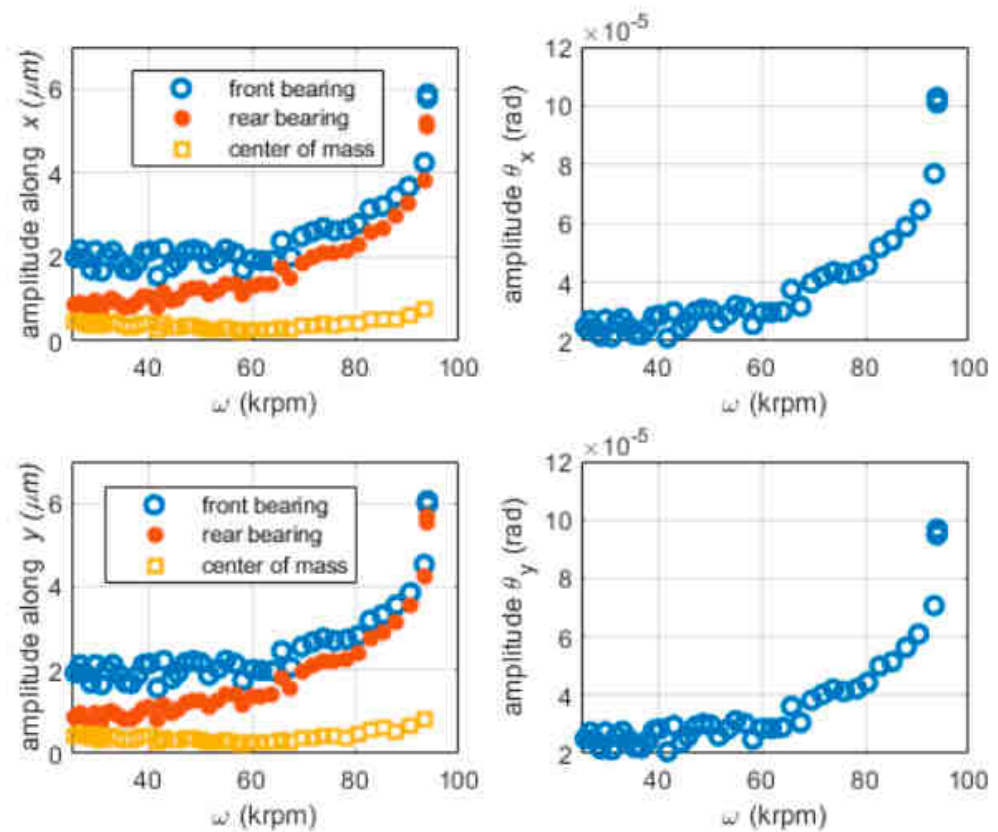 amplitude along x (μm)
6
4
2
0
front bearing
rear bearing
center of mass
40 60 80 100
ω (krpm)
×10⁻⁵
amplitude θ_x (rad)
12
10
8
6
4
2
40 60 80 100
ω (krpm)
amplitude along y (μm)
6
4
2
0
front bearing
rear bearing
center of mass
40 60 80 100
ω (krpm)
×10⁻⁵
amplitude θ_y (rad)
12
10
8
6
4
2
40 60 80 100
ω (krpm)